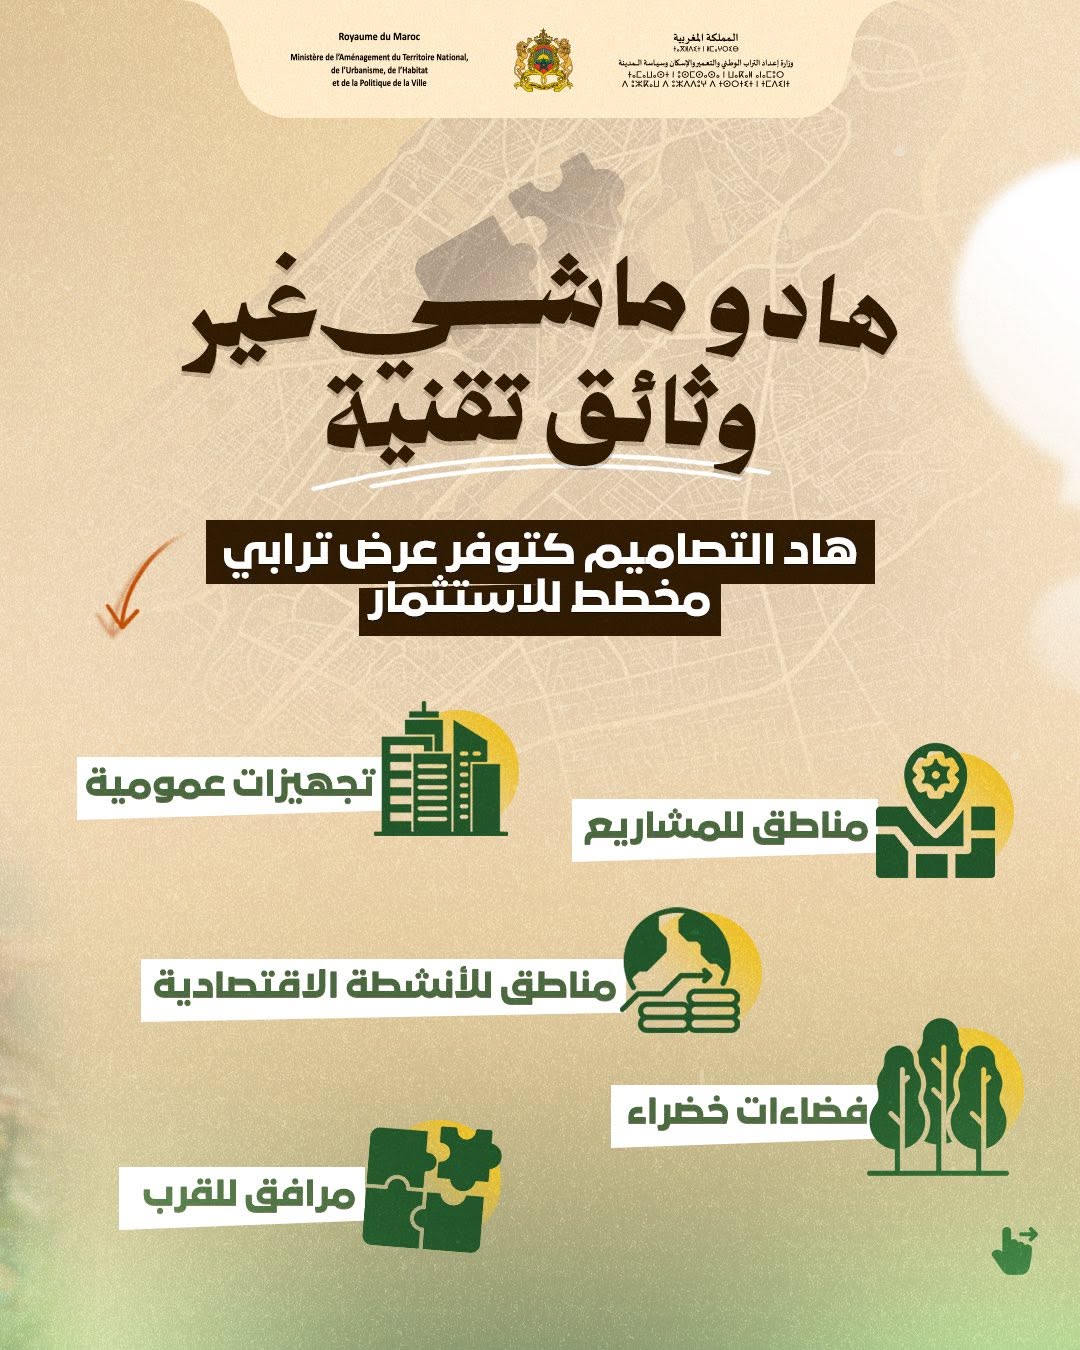 Royaume du Maroc
Ministère de l'Aménagement du Territoire National,
de l'Urbanisme, de l'Habitat
et de la Politique de la Ville
المملكة المغربية
ⵜⴰⴳⵍⴷⵉⵜ ⵏ ⵍⵎⵖⵔⵉⴱ
وزارة إعداد التراب الوطني والتعمير والإسكان وسياسة المدينة
هادو ماشي غير
وثائق تقنية
هاد التصاميم كتوفر عرض ترابي
مخطط للاستثمار
تجهيزات عمومية
مناطق للمشاريع
مناطق للأنشطة الاقتصادية
فضاءات خضراء
مرافق للقرب